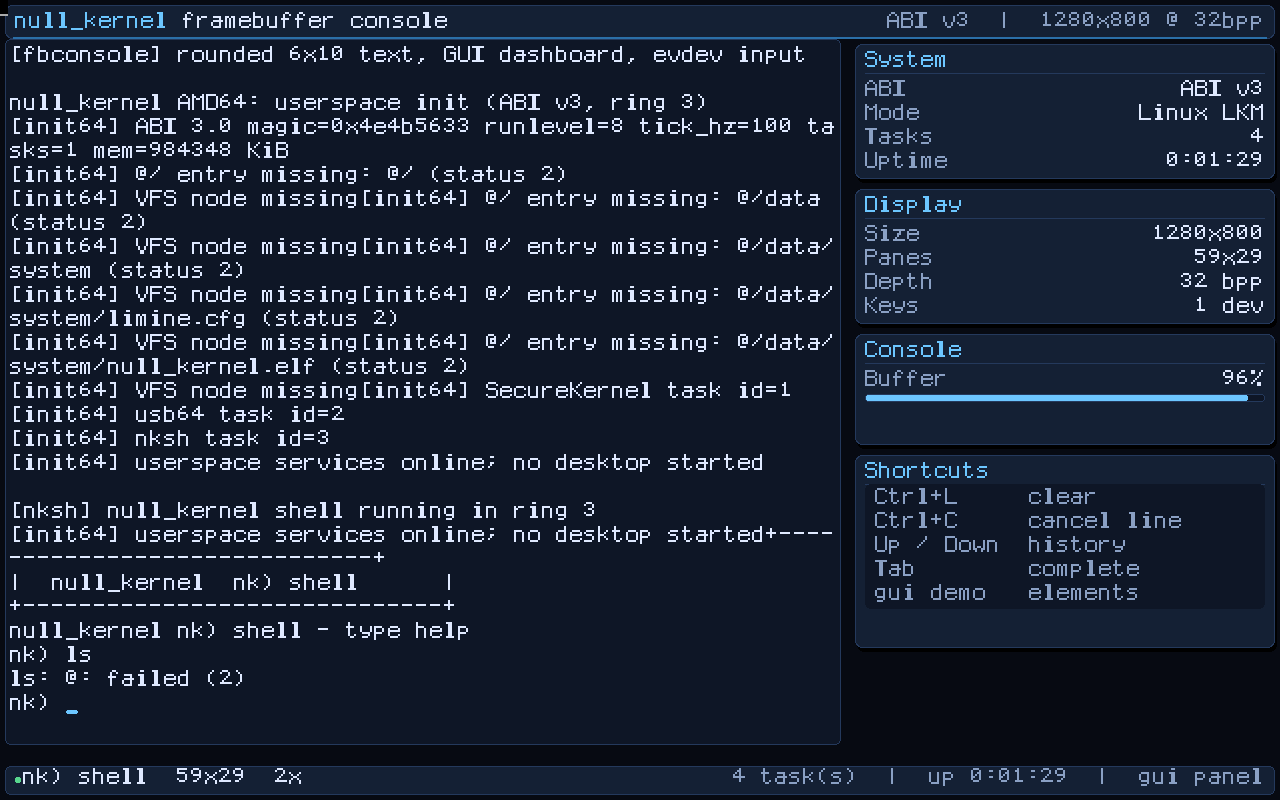 null_kernel framebuffer console
ABI v3 | 1280x800 @ 32bpp
[fbconsole] rounded 6x10 text, GUI dashboard, evdev input
null_kernel AMD64: userspace init (ABI v3, ring 3)
[init64] ABI 3.0 magic=0x4e4b5633 runlevel=8 tick_hz=100 ta
sks=1 mem=984348 KiB
[init64] @/ entry missing: @/ (status 2)
[init64] VFS node missing[init64] @/ entry missing: @/data
(status 2)
[init64] VFS node missing[init64] @/ entry missing: @/data/
system (status 2)
[init64] VFS node missing[init64] @/ entry missing: @/data/
system/limine.cfg (status 2)
[init64] VFS node missing[init64] @/ entry missing: @/data/
system/null_kernel.elf (status 2)
[init64] VFS node missing[init64] SecureKernel task id=1
[init64] usb64 task id=2
[init64] nksh task id=3
[init64] userspace services online; no desktop started
[nksh] null_kernel shell running in ring 3
[init64] userspace services online; no desktop started+----
--------------------------+
|  null_kernel  nk) shell      |
+------------------------------+
null_kernel nk) shell - type help
nk) ls
ls: @: failed (2)
nk) _
System
ABI ABI v3
Mode Linux LKM
Tasks 4
Uptime 0:01:29
Display
Size 1280x800
Panes 59x29
Depth 32 bpp
Keys 1 dev
Console
Buffer 96%
Shortcuts
Ctrl+L clear
Ctrl+C cancel line
Up / Down history
Tab complete
gui demo elements
nk) shell 59x29 2x
4 task(s) | up 0:01:29 | gui panel